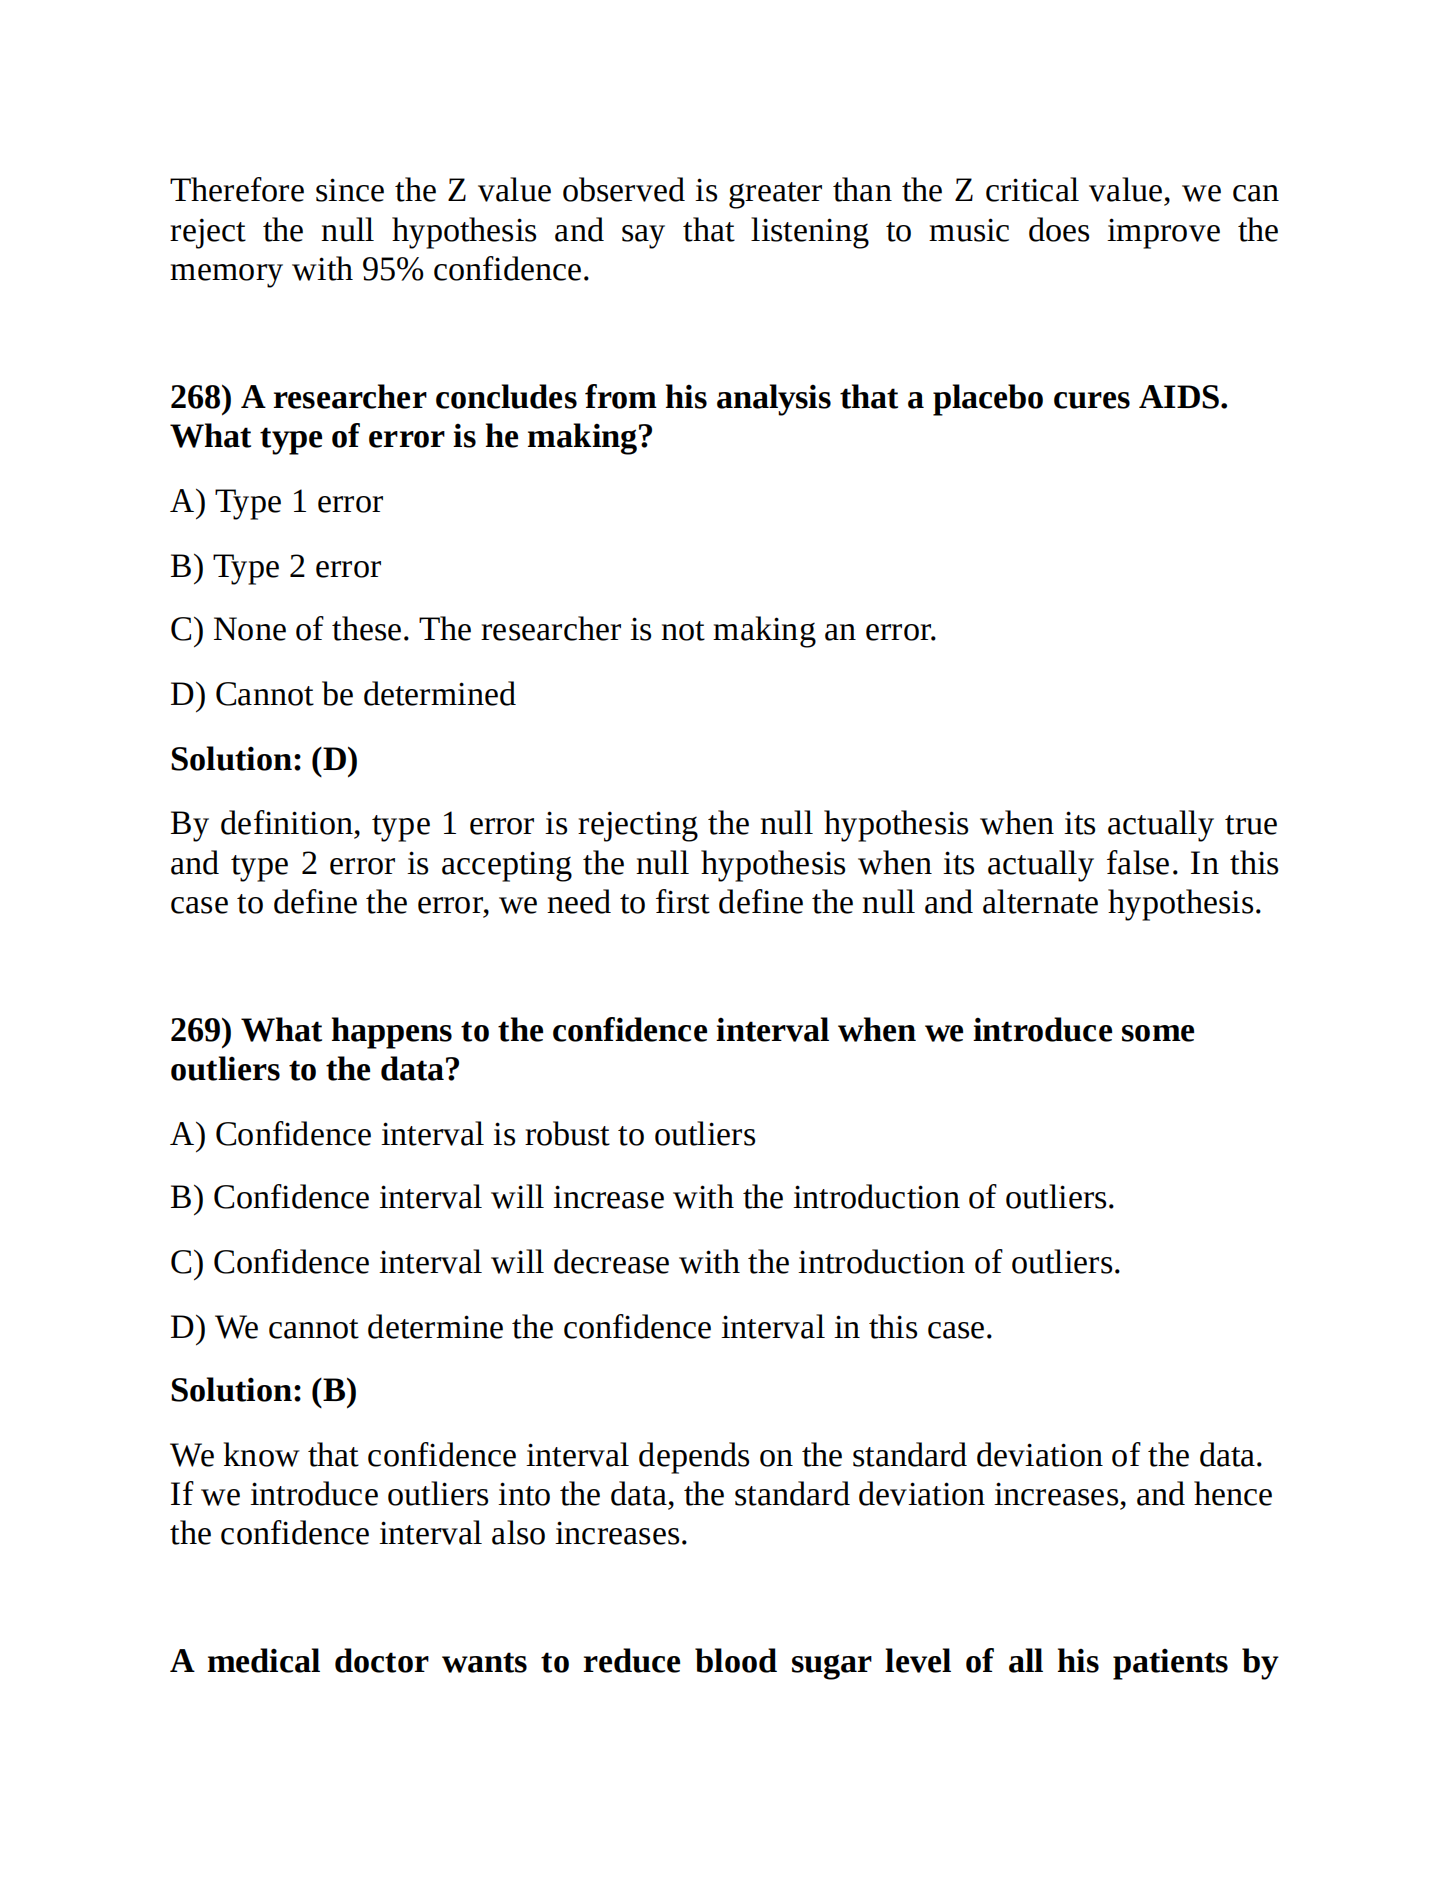 Therefore since the Z value observed is greater than the Z critical value, we can
reject the null hypothesis and say that listening to music does improve the
memory with 95% confidence.
268) A researcher concludes from his analysis that a placebo cures AIDS.
What type of error is he making?
A) Type 1 error
B) Type 2 error
C) None of these. The researcher is not making an error.
D) Cannot be determined
Solution: (D)
By definition, type 1 error is rejecting the null hypothesis when its actually true
and type 2 error is accepting the null hypothesis when its actually false. In this
case to define the error, we need to first define the null and alternate hypothesis.
269) What happens to the confidence interval when we introduce some
outliers to the data?
A) Confidence interval is robust to outliers
B) Confidence interval will increase with the introduction of outliers.
C) Confidence interval will decrease with the introduction of outliers.
D) We cannot determine the confidence interval in this case.
Solution: (B)
We know that confidence interval depends on the standard deviation of the data.
If we introduce outliers into the data, the standard deviation increases, and hence
the confidence interval also increases.
A medical doctor wants to reduce blood sugar level of all his patients by